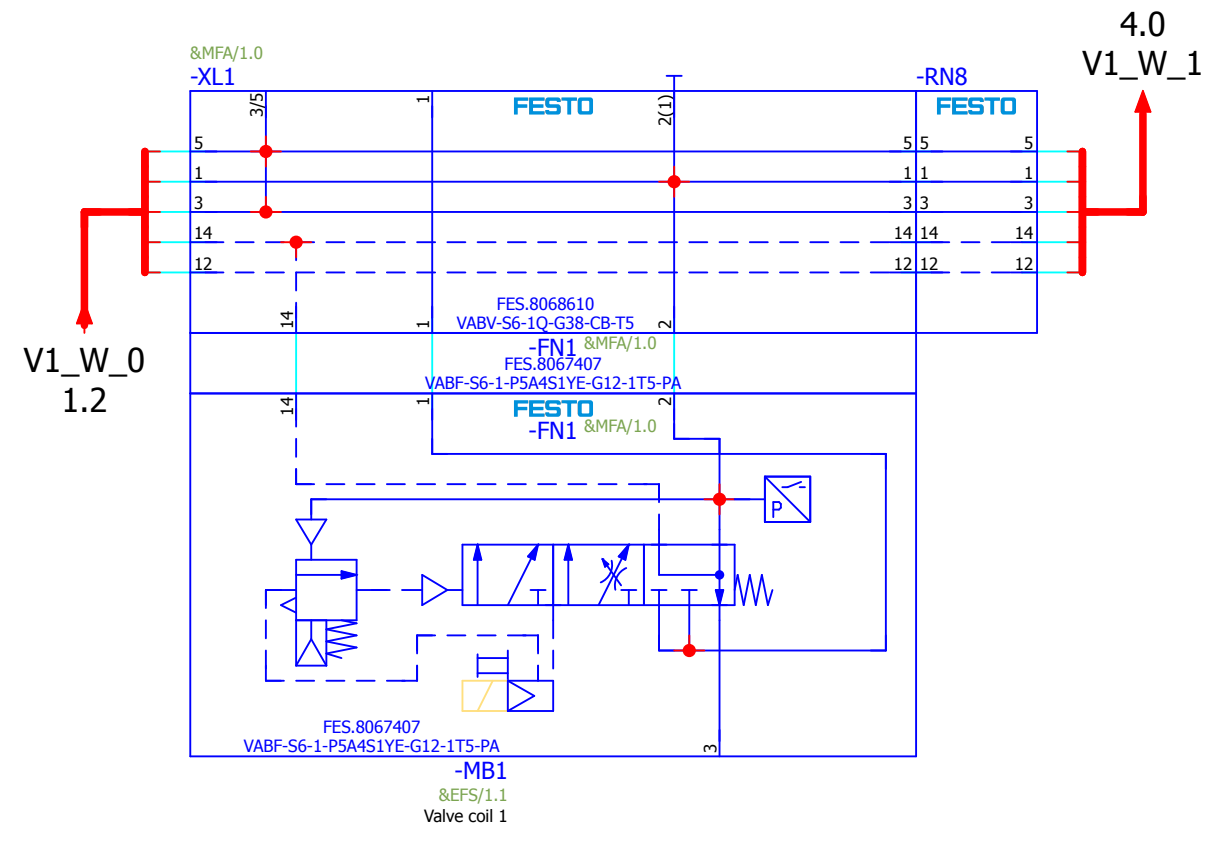 4.0
V1_W_1
&MFA/1.0
-XL1
-RN8
3/5
1
FESTO
2(1)
FESTO
5
5 5
5
1
1 1
1
3
3 3
3
14
14 14
14
12
12 12
12
14
1
FES.8068610
VABV-S6-1Q-G38-CB-T5
2
V1_W_0
1.2
-FN1 &MFA/1.0
FES.8067407
VABF-S6-1-P5A4S1YE-G12-1T5-PA
14
1
FESTO
2
-FN1 &MFA/1.0
P
FES.8067407
VABF-S6-1-P5A4S1YE-G12-1T5-PA
3
-MB1
&EFS/1.1
Valve coil 1